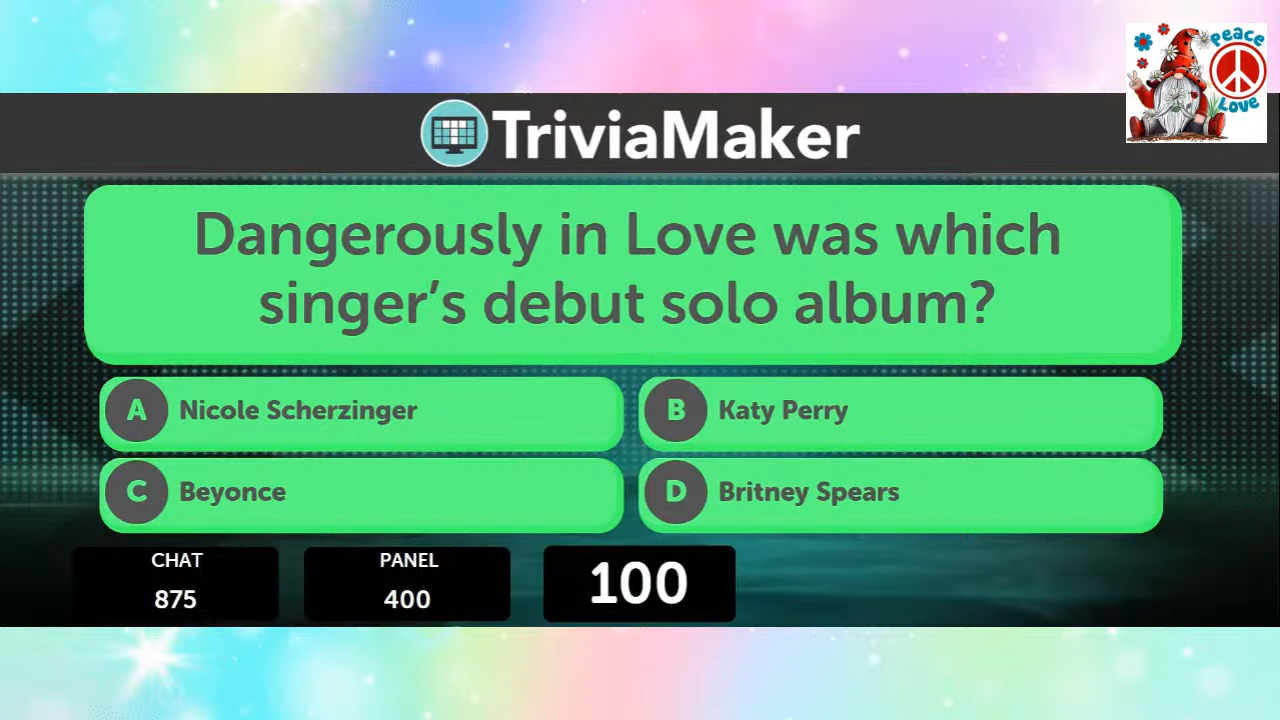 Peace
Love
TriviaMaker
Dangerously in Love was which
singer's debut solo album?
A Nicole Scherzinger
B Katy Perry
C Beyonce
D Britney Spears
CHAT
875
PANEL
400
100